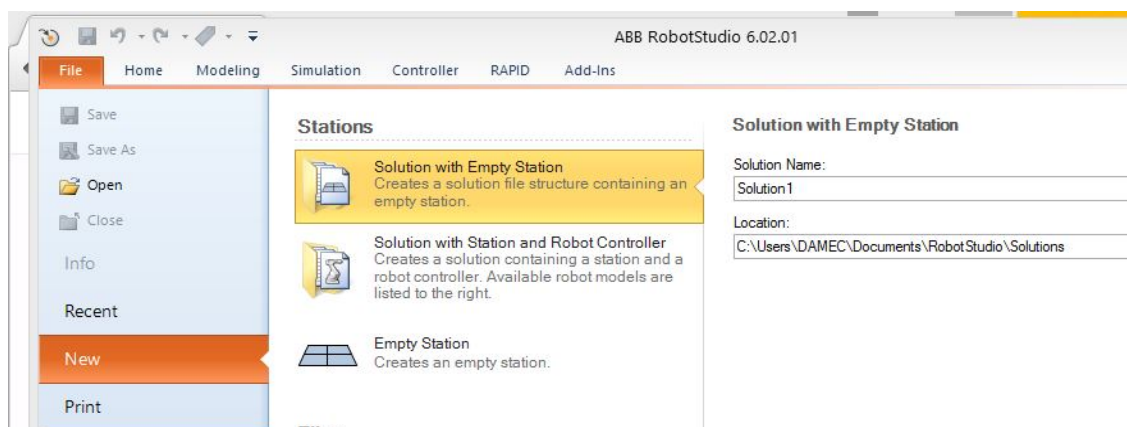 ABB RobotStudio 6.02.01
File Home Modeling Simulation Controller RAPID Add-Ins
Save
Save As
Open
Close
Info
Recent
New
Print
Stations
Solution with Empty Station
Creates a solution file structure containing an
empty station.
Solution with Station and Robot Controller
Creates a solution containing a station and a
robot controller. Available robot models are
listed to the right.
Empty Station
Creates an empty station.
Solution with Empty Station
Solution Name:
Solution1
Location:
C:\Users\DAMEC\Documents\RobotStudio\Solutions